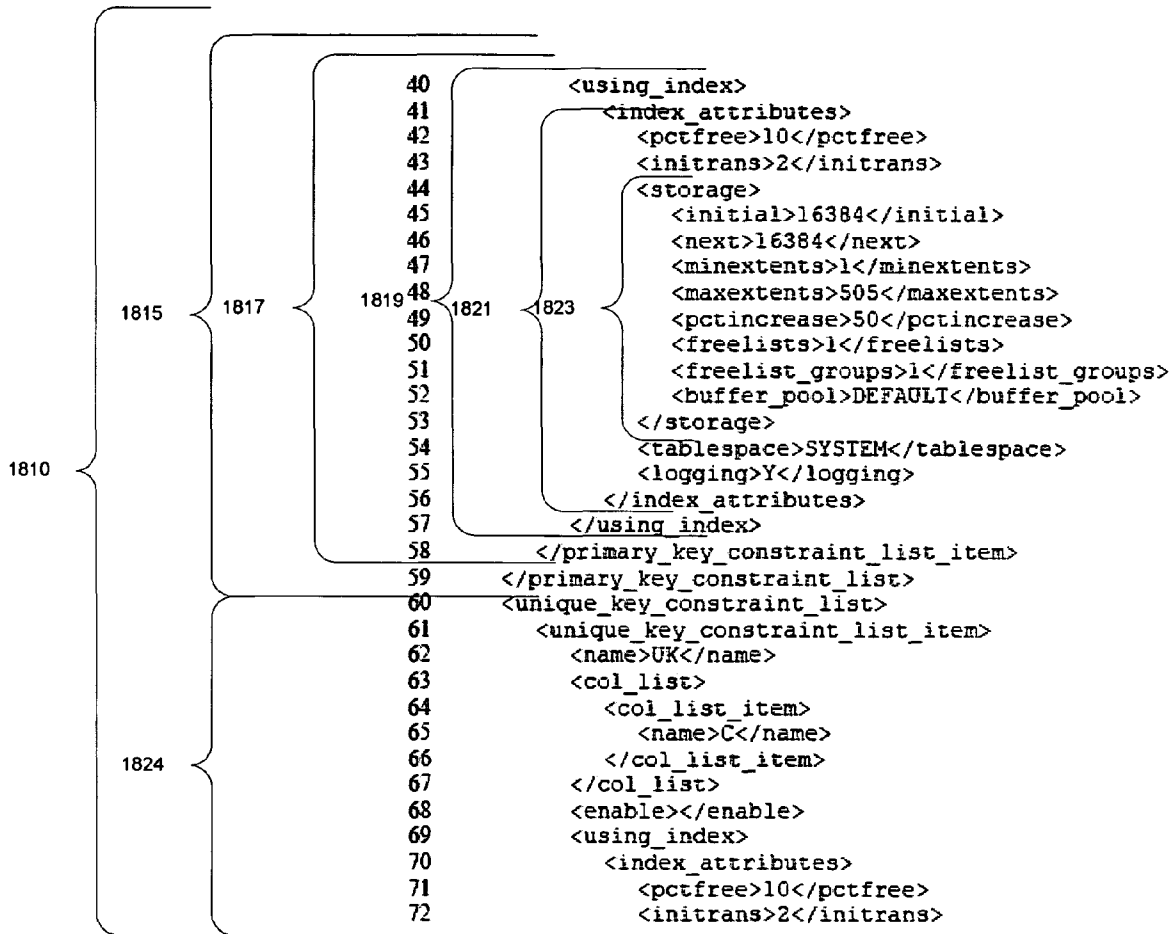 40 <using_index>
41 <index_attributes>
42 <pctfree>10</pctfree>
43 <initrans>2</initrans>
44 <storage>
45 <initial>16384</initial>
46 <next>16384</next>
47 <minextents>1</minextents>
1815 1817 1819 48 1821 1823 <maxextents>505</maxextents>
49 <pctincrease>50</pctincrease>
50 <freelists>1</freelists>
51 <freelist_groups>1</freelist_groups>
52 <buffer_pool>DEFAULT</buffer_pool>
53 </storage>
54 <tablespace>SYSTEM</tablespace>
1810 55 <logging>Y</logging>
56 </index_attributes>
57 </using_index>
58 </primary_key_constraint_list_item>
59 </primary_key_constraint_list>
60 <unique_key_constraint_list>
61 <unique_key_constraint_list_item>
62 <name>UK</name>
63 <col_list>
64 <col_list_item>
65 <name>C</name>
1824 66 </col_list_item>
67 </col_list>
68 <enable></enable>
69 <using_index>
70 <index_attributes>
71 <pctfree>10</pctfree>
72 <initrans>2</initrans>